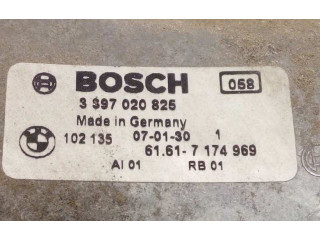 BOSCH 058
3 397 020 825
Made in Germany
102 135 07-01-30 1
61.61-7 174 969
AI 01 RB 01